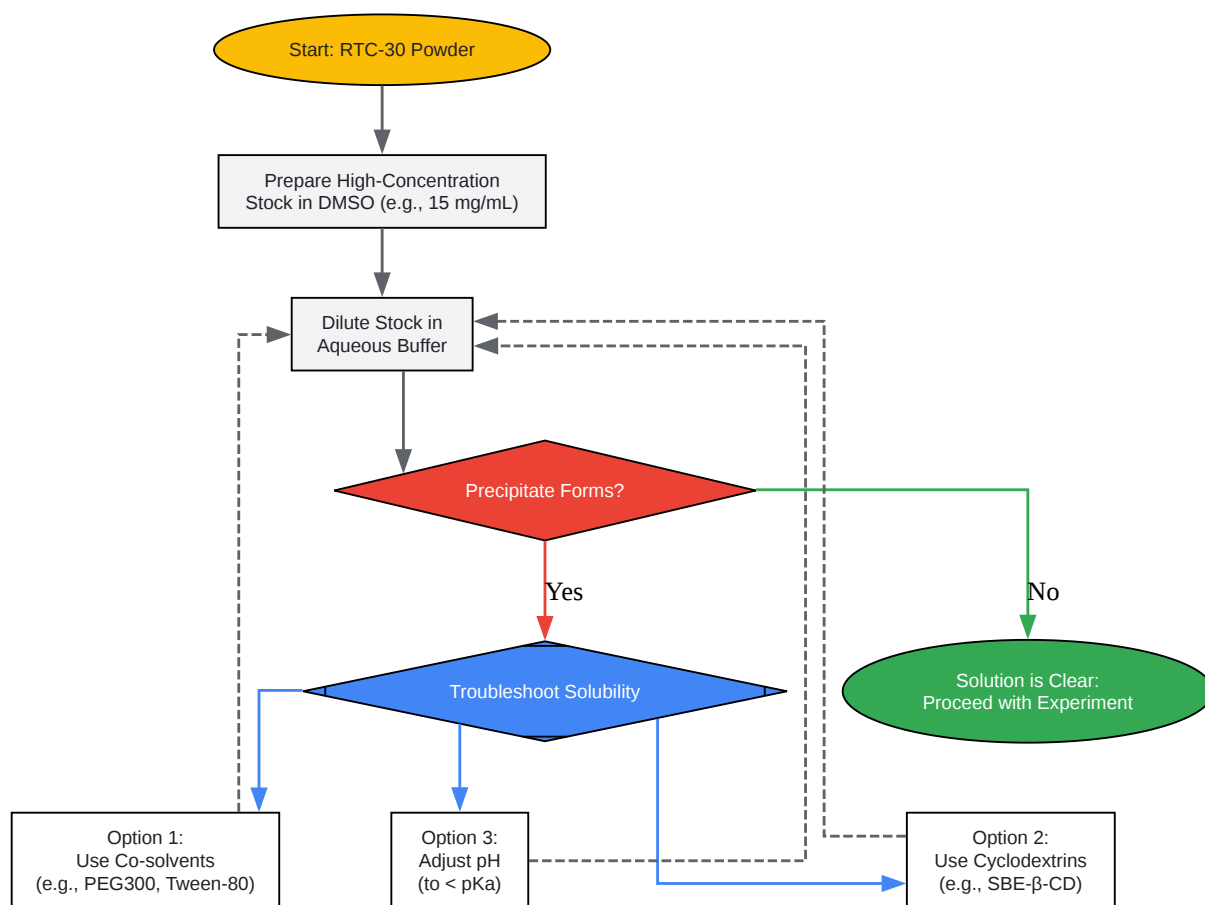 Start: RTC-30 Powder
Prepare High-Concentration
Stock in DMSO (e.g., 15 mg/mL)
Dilute Stock in
Aqueous Buffer
Precipitate Forms?
Yes
No
Troubleshoot Solubility
Solution is Clear:
Proceed with Experiment
Option 1:
Use Co-solvents
(e.g., PEG300, Tween-80)
Option 3:
Adjust pH
(to < pKa)
Option 2:
Use Cyclodextrins
(e.g., SBE-β-CD)